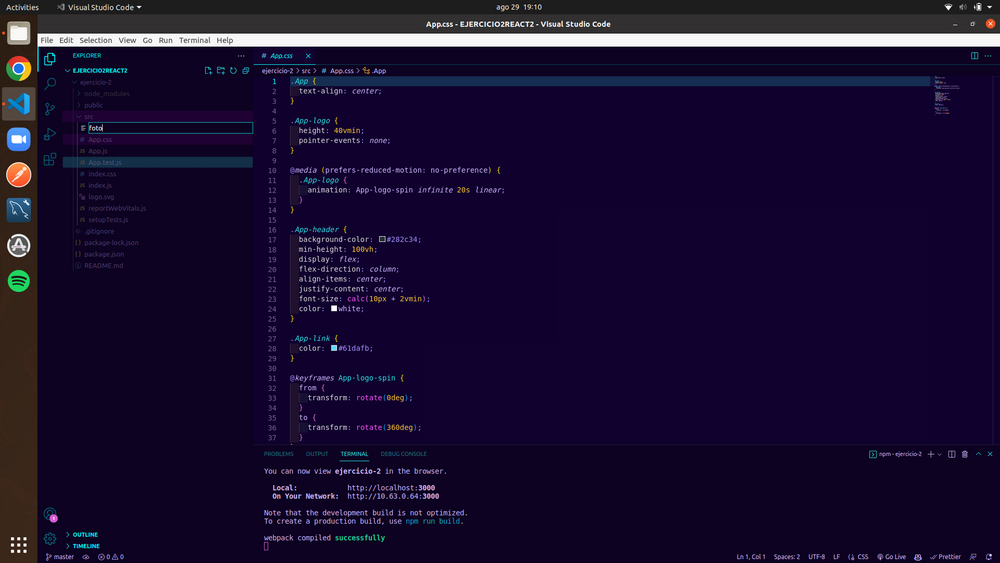 Activities
Visual Studio Code
ago 29 19:10
App.css - EJERCICIO2REACT2 - Visual Studio Code
File Edit Selection View Go Run Terminal Help
EXPLORER
EJERCICIO2REACT2
ejercicio-2
node_modules
public
src
foto
App.css
App.js
App.test.js
index.css
index.js
logo.svg
reportWebVitals.js
setupTests.js
.gitignore
package-lock.json
package.json
README.md
OUTLINE
TIMELINE
App.css
ejercicio-2 > src > # App.css > .App
1 .App {
2 text-align: center;
3 }
4
5 .App-logo {
6 height: 40vmin;
7 pointer-events: none;
8 }
9
10 @media (prefers-reduced-motion: no-preference) {
11 .App-logo {
12 animation: App-logo-spin infinite 20s linear;
13 }
14 }
15
16 .App-header {
17 background-color: #282c34;
18 min-height: 100vh;
19 display: flex;
20 flex-direction: column;
21 align-items: center;
22 justify-content: center;
23 font-size: calc(10px + 2vmin);
24 color: white;
25 }
26
27 .App-link {
28 color: #61dafb;
29 }
30
31 @keyframes App-logo-spin {
32 from {
33 transform: rotate(0deg);
34 }
35 to {
36 transform: rotate(360deg);
37 }
PROBLEMS OUTPUT TERMINAL DEBUG CONSOLE
npm - ejercicio-2
You can now view ejercicio-2 in the browser.
Local: http://localhost:3000
On Your Network: http://10.63.0.64:3000
Note that the development build is not optimized.
To create a production build, use npm run build.
webpack compiled successfully
master 0 0
Ln 1, Col 1 Spaces: 2 UTF-8 LF CSS Go Live Prettier